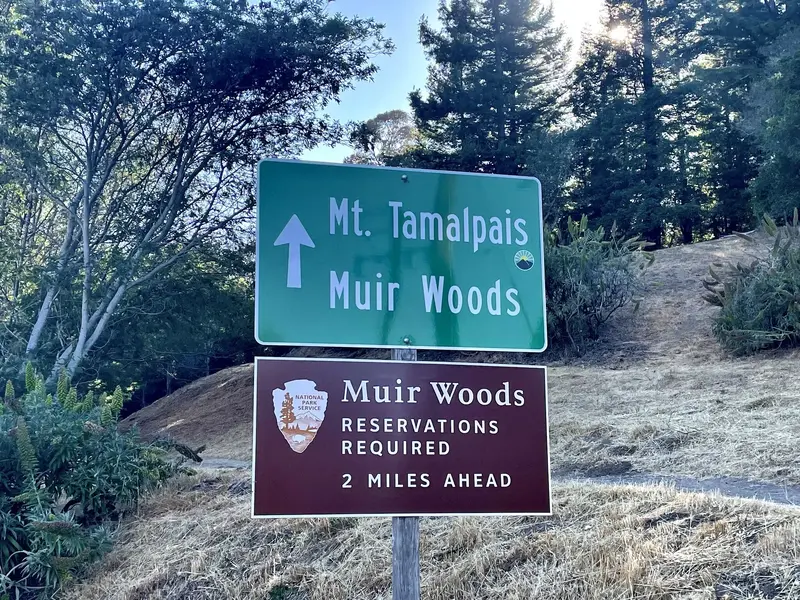 Mt. Tamalpais
Muir Woods
NATIONAL
PARK
SERVICE
Muir Woods
RESERVATIONS
REQUIRED
2 MILES AHEAD